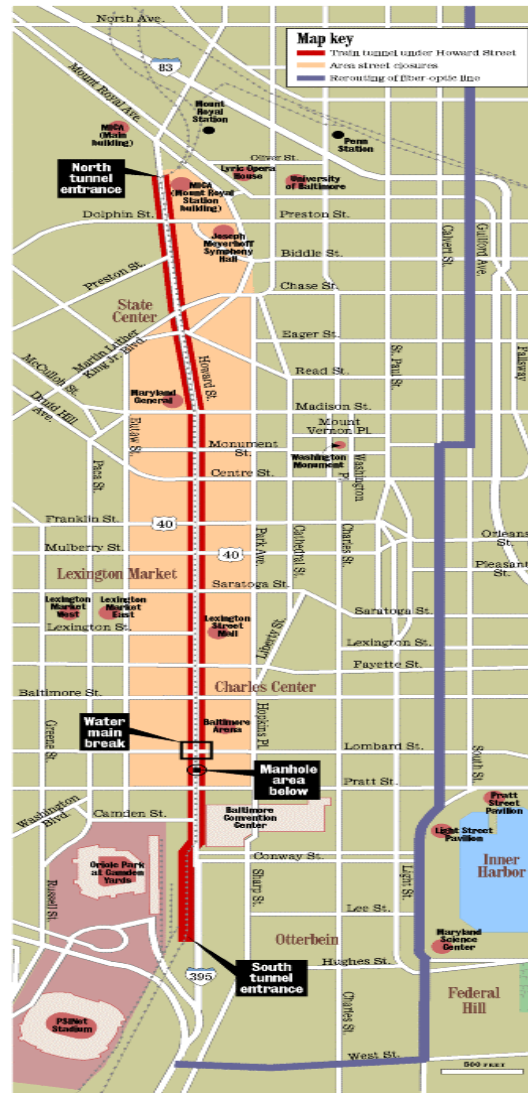 North Ave.
Map key
Train tunnel under Howard Street
Area street closures
Rerouting of fiber-optic line
83
Mount Royal Ave.
Mount
Royal
Station
MICA
(Main
building)
Penn
Station
Oliver St.
North
tunnel
entrance
Lyric Opera
House
University
of Baltimore
MICA
(Mount Royal
Station
building)
Dolphin St.
Preston St.
Joseph
Meyerhoff
Symphony
Hall
Calvert St.
Guilford Ave.
Biddle St.
Preston St.
Chase St.
State
Center
Martin Luther
King Jr. Blvd.
Eager St.
St. Paul St.
Fallsway
McCulloh St.
Howard St.
Read St.
Druid Hill
Ave.
Maryland
General
Madison St.
Eutaw St.
Mount
Vernon Pl.
Monument
St.
Washington
Monument
Washington
Pl.
Paca St.
Centre St.
Franklin St.
40
Park Ave.
Cathedral St.
Charles St.
Orleans
St.
Mulberry St.
40
Pleasant
St.
Lexington Market
Saratoga St.
Lexington
Market
West
Lexington
Market
East
Saratoga St.
Lexington St.
Lexington
Street
Mall
Liberty St.
Lexington St.
Fayette St.
Charles Center
Baltimore St.
Water
main
break
Baltimore
Arena
Hopkins Pl.
Greene St.
Lombard St.
South St.
Manhole
area
below
Pratt St.
Pratt
Street
Pavilion
Washington
Blvd.
Camden St.
Baltimore
Convention
Center
Light Street
Pavilion
Oriole Park
at Camden
Yards
Conway St.
Inner
Harbor
Russell St.
Sharp St.
Light St.
Lee St.
Otterbein
Maryland
Science
Center
Hughes St.
395
South
tunnel
entrance
Federal
Hill
PSINet
Stadium
Charles St.
West St.
500 FEET